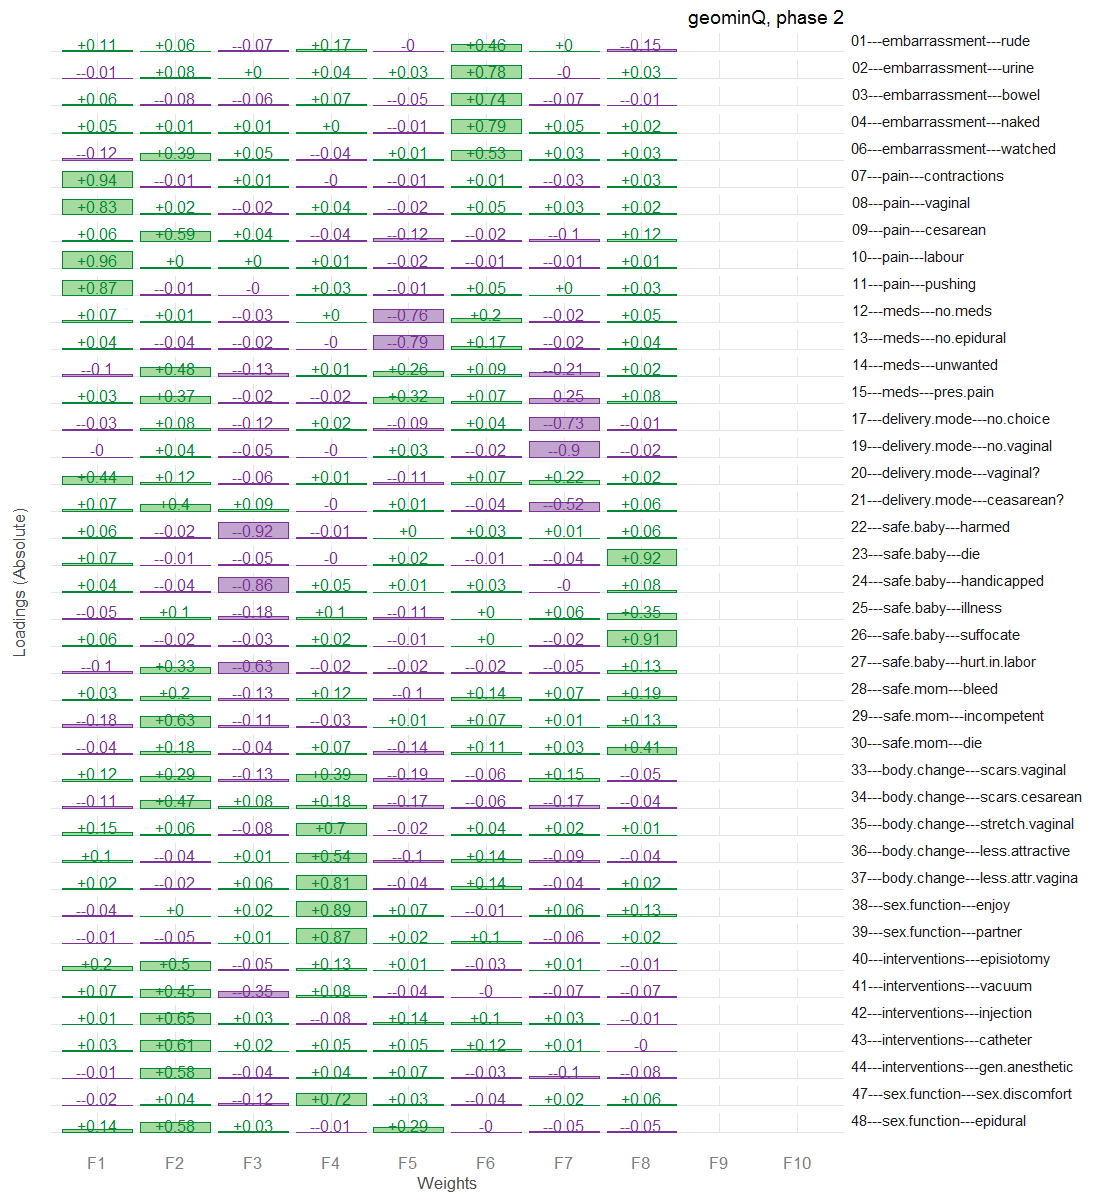 geominQ, phase 2
+0.11 +0.06 --0.07 +0.17 -0 +0.46 +0 --0.15 01---embarrassment---rude
--0.01 +0.08 +0 +0.04 +0.03 +0.78 -0 +0.03 02---embarrassment---urine
+0.06 --0.08 --0.06 +0.07 --0.05 +0.74 --0.07 --0.01 03---embarrassment---bowel
+0.05 +0.01 +0.01 +0 --0.01 +0.79 +0.05 +0.02 04---embarrassment---naked
--0.12 +0.39 +0.05 --0.04 +0.01 +0.53 +0.03 +0.03 06---embarrassment---watched
+0.94 --0.01 +0.01 -0 --0.01 +0.01 --0.03 +0.03 07---pain---contractions
+0.83 +0.02 --0.02 +0.04 --0.02 +0.05 +0.03 +0.02 08---pain---vaginal
+0.06 +0.59 +0.04 --0.04 --0.12 --0.02 --0.1 +0.12 09---pain---cesarean
+0.96 +0 +0 +0.01 --0.02 --0.01 --0.01 +0.01 10---pain---labour
+0.87 --0.01 -0 +0.03 --0.01 +0.05 +0 +0.03 11---pain---pushing
+0.07 +0.01 --0.03 +0 --0.76 +0.2 --0.02 +0.05 12---meds---no.meds
+0.04 --0.04 --0.02 -0 --0.79 +0.17 --0.02 +0.04 13---meds---no.epidural
--0.1 +0.48 --0.13 +0.01 +0.26 +0.09 --0.21 +0.02 14---meds---unwanted
+0.03 +0.37 --0.02 --0.02 +0.32 +0.07 --0.25 +0.08 15---meds---pres.pain
--0.03 +0.08 --0.12 +0.02 --0.09 +0.04 --0.73 --0.01 17---delivery.mode---no.choice
-0 +0.04 --0.05 -0 +0.03 --0.02 --0.9 --0.02 19---delivery.mode---no.vaginal
+0.44 +0.12 --0.06 +0.01 --0.11 +0.07 +0.22 +0.02 20---delivery.mode---vaginal?
+0.07 +0.4 +0.09 -0 +0.01 --0.04 --0.52 +0.06 21---delivery.mode---ceasarean?
+0.06 --0.02 --0.92 --0.01 +0 +0.03 +0.01 +0.06 22---safe.baby---harmed
+0.07 --0.01 --0.05 -0 +0.02 --0.01 --0.04 +0.92 23---safe.baby---die
+0.04 --0.04 --0.86 +0.05 +0.01 +0.03 -0 +0.08 24---safe.baby---handicapped
--0.05 +0.1 --0.18 +0.1 --0.11 +0 +0.06 +0.35 25---safe.baby---illness
+0.06 --0.02 --0.03 +0.02 --0.01 +0 --0.02 +0.91 26---safe.baby---suffocate
--0.1 +0.33 --0.63 --0.02 --0.02 --0.02 --0.05 +0.13 27---safe.baby---hurt.in.labor
+0.03 +0.2 --0.13 +0.12 --0.1 +0.14 +0.07 +0.19 28---safe.mom---bleed
--0.18 +0.63 --0.11 --0.03 +0.01 +0.07 +0.01 +0.13 29---safe.mom---incompetent
--0.04 +0.18 --0.04 +0.07 --0.14 +0.11 +0.03 +0.41 30---safe.mom---die
+0.12 +0.29 --0.13 +0.39 --0.19 --0.06 +0.15 --0.05 33---body.change---scars.vaginal
--0.11 +0.47 +0.08 +0.18 --0.17 --0.06 --0.17 --0.04 34---body.change---scars.cesarean
+0.15 +0.06 --0.08 +0.7 --0.02 +0.04 +0.02 +0.01 35---body.change---stretch.vaginal
+0.1 --0.04 +0.01 +0.54 --0.1 +0.14 --0.09 --0.04 36---body.change---less.attractive
+0.02 --0.02 +0.06 +0.81 --0.04 +0.14 --0.04 +0.02 37---body.change---less.attr.vagina
--0.04 +0 +0.02 +0.89 +0.07 --0.01 +0.06 +0.13 38---sex.function---enjoy
--0.01 --0.05 +0.01 +0.87 +0.02 +0.1 --0.06 +0.02 39---sex.function---partner
+0.2 +0.5 --0.05 +0.13 +0.01 --0.03 +0.01 --0.01 40---interventions---episiotomy
+0.07 +0.45 --0.35 +0.08 --0.04 -0 --0.07 --0.07 41---interventions---vacuum
+0.01 +0.65 +0.03 --0.08 +0.14 +0.1 +0.03 --0.01 42---interventions---injection
+0.03 +0.61 +0.02 +0.05 +0.05 +0.12 +0.01 -0 43---interventions---catheter
--0.01 +0.58 --0.04 +0.04 +0.07 --0.03 --0.1 --0.08 44---interventions---gen.anesthetic
--0.02 +0.04 --0.12 +0.72 +0.03 --0.04 +0.02 +0.06 47---sex.function---sex.discomfort
+0.14 +0.58 +0.03 --0.01 +0.29 -0 --0.05 --0.05 48---sex.function---epidural
F1 F2 F3 F4 F5 F6 F7 F8 F9 F10
Weights
Loadings (Absolute)